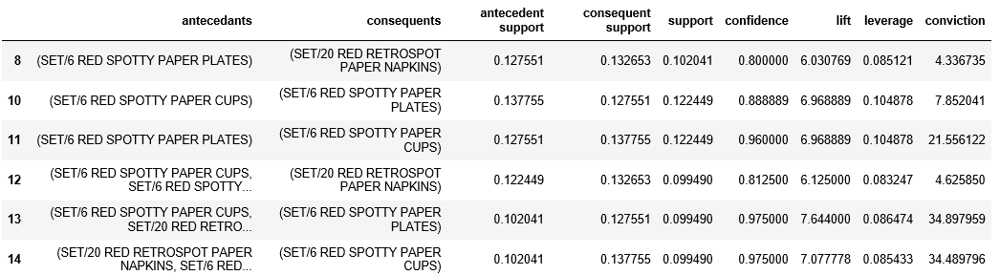 antecedants consequents antecedent support consequent support support confidence lift leverage conviction
8 (SET/6 RED SPOTTY PAPER PLATES) (SET/20 RED RETROSPOT PAPER NAPKINS) 0.127551 0.132653 0.102041 0.800000 6.030769 0.085121 4.336735
10 (SET/6 RED SPOTTY PAPER CUPS) (SET/6 RED SPOTTY PAPER PLATES) 0.137755 0.127551 0.122449 0.888889 6.968889 0.104878 7.852041
11 (SET/6 RED SPOTTY PAPER PLATES) (SET/6 RED SPOTTY PAPER CUPS) 0.127551 0.137755 0.122449 0.960000 6.968889 0.104878 21.556122
12 (SET/6 RED SPOTTY PAPER CUPS, SET/6 RED SPOTTY... (SET/20 RED RETROSPOT PAPER NAPKINS) 0.122449 0.132653 0.099490 0.812500 6.125000 0.083247 4.625850
13 (SET/6 RED SPOTTY PAPER CUPS, SET/20 RED RETRO... (SET/6 RED SPOTTY PAPER PLATES) 0.102041 0.127551 0.099490 0.975000 7.644000 0.086474 34.897959
14 (SET/20 RED RETROSPOT PAPER NAPKINS, SET/6 RED... (SET/6 RED SPOTTY PAPER CUPS) 0.102041 0.137755 0.099490 0.975000 7.077778 0.085433 34.489796